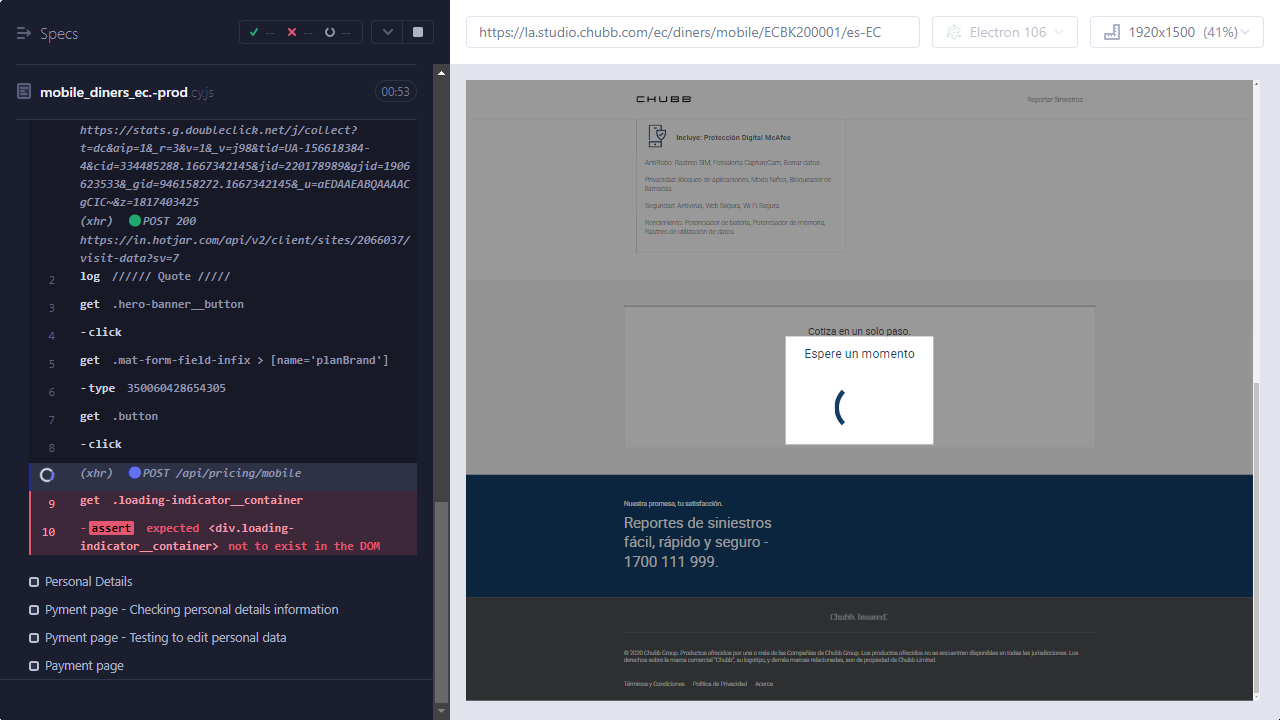 Specs
-- -- --
mobile_diners_ec.-prod.cy.js
00:53
https://stats.g.doubleclick.net/j/collect?
t=dc&aip=1&_r=3&v=1&_v=j98&tid=UA-156618384-
4&cid=334485288.1667342145&jid=220178989&gjid=1906
623533&_gid=946158272.1667342145&_u=aEDAAEABQAAAAC
gCIC~&z=1817403425
(xhr) POST 200
https://in.hotjar.com/api/v2/client/sites/2066037/
visit-data?sv=7
2 log ////// Quote /////
3 get .hero-banner__button
4 -click
5 get .mat-form-field-infix > [name='planBrand']
6 -type 350060428654305
7 get .button
8 -click
(xhr) POST /api/pricing/mobile
9 get .loading-indicator__container
10 -assert expected <div.loading-
indicator__container> not to exist in the DOM
Personal Details
Pyment page - Checking personal details information
Pyment page - Testing to edit personal data
Payment page
https://la.studio.chubb.com/ec/diners/mobile/ECBK200001/es-EC
Electron 106
1920x1500 (41%)
CHUBB
Reportar Siniestros
Incluye: Protección Digital McAfee
AntiRobo: Rastreo SIM, Fotoalerta CaptureCam, Borrar datos.
Privacidad: Bloqueo de aplicaciones, Modo Niños, Bloqueador de
llamadas.
Seguridad: Antivirus, Web Segura, Wi Fi Segura
Rendimiento: Potenciador de batería, Potenciador de memoria,
Rastreo de utilización de datos.
Cotiza en un solo paso.
Espere un momento
Nuestra promesa, tu satisfacción.
Reportes de siniestros
fácil, rápido y seguro -
1700 111 999.
Chubb. Insured.
© 2020 Chubb Group. Productos ofrecidos por una o más de las Compañías de Chubb Group. Los productos ofrecidos no se encuentran disponibles en todas las jurisdicciones. Los
derechos sobre la marca comercial "Chubb", su logotipo, y demás marcas relacionadas, son de propiedad de Chubb Limited.
Términos y Condiciones Política de Privacidad Acerca